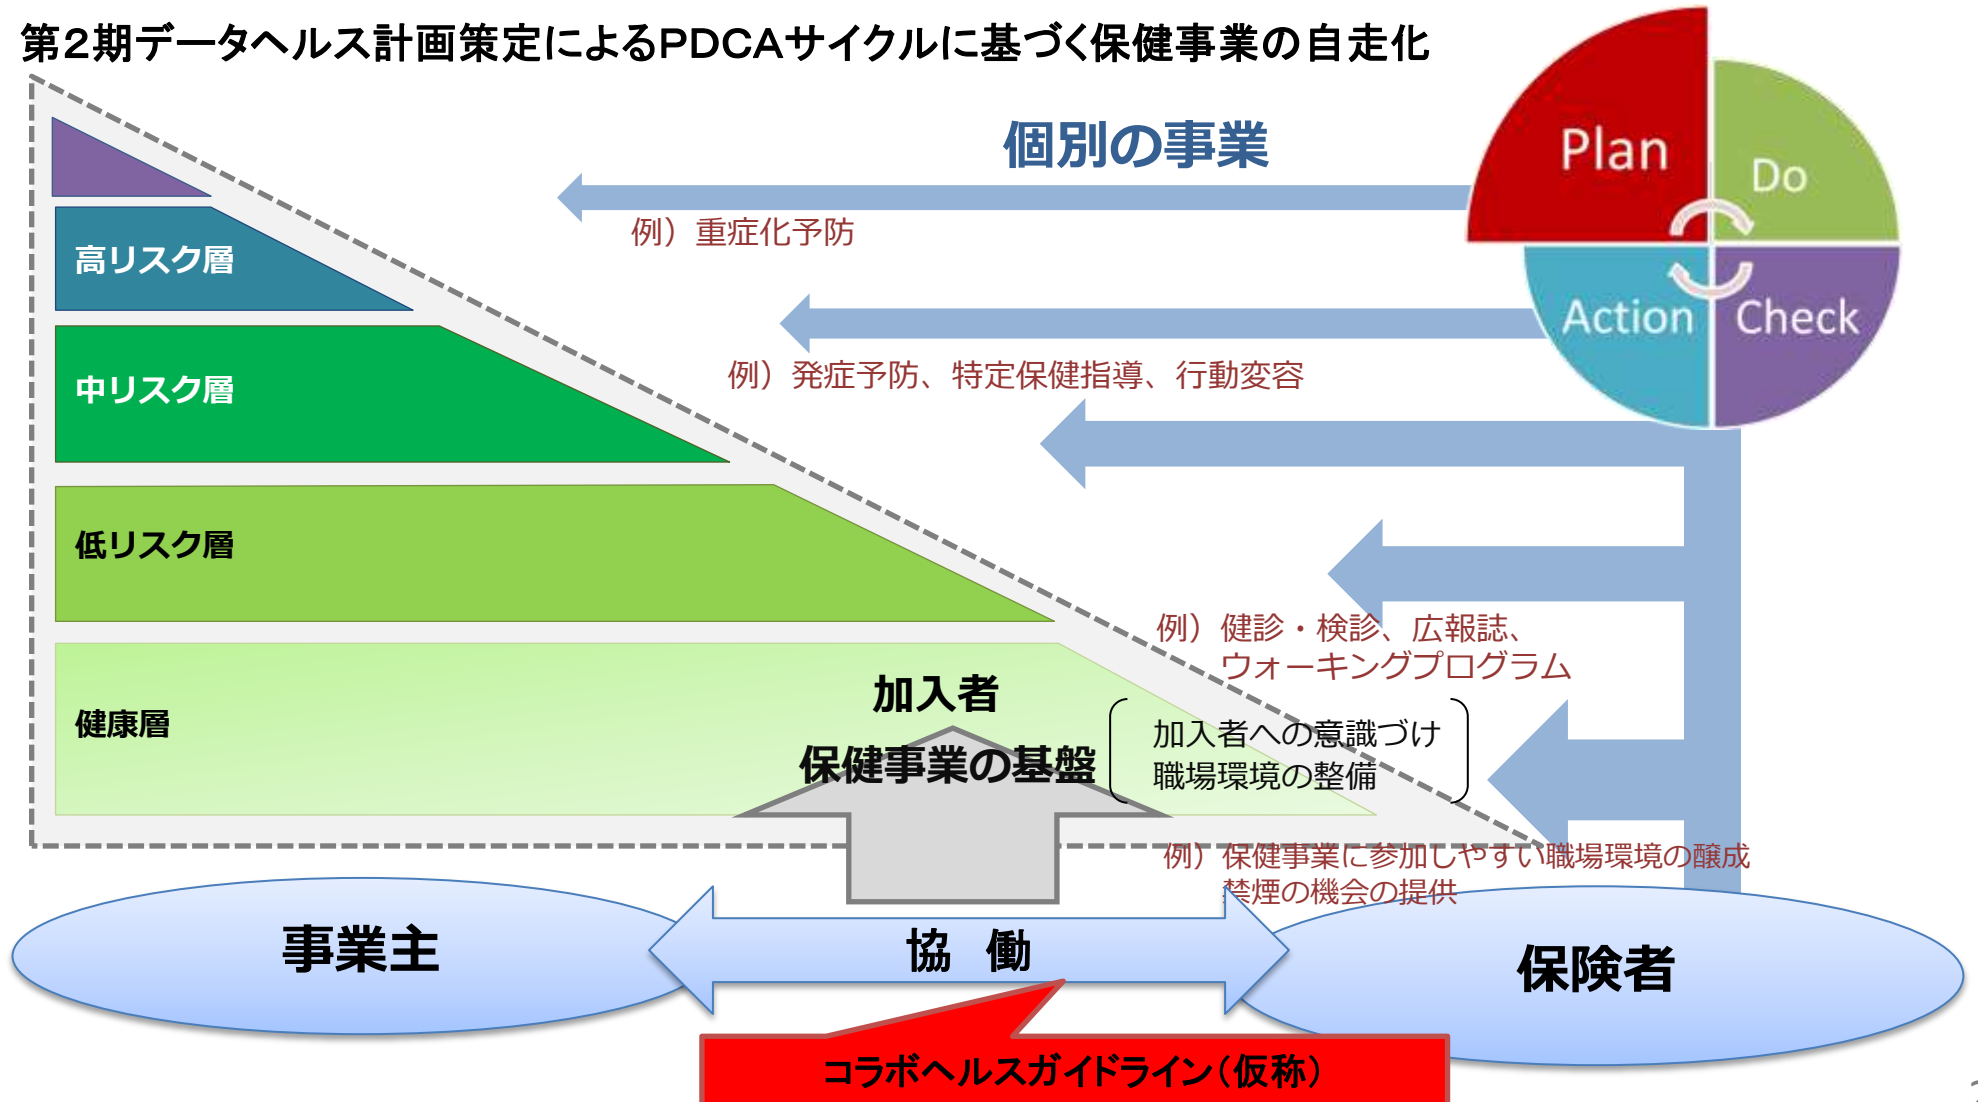 第2期データヘルス計画策定によるPDCAサイクルに基づく保健事業の自走化
個別の事業
Plan
Do
Action
Check
例）重症化予防
高リスク層
例）発症予防、特定保健指導、行動変容
中リスク層
低リスク層
例）健診・検診、広報誌、
ウォーキングプログラム
健康層
加入者
保健事業の基盤
加入者への意識づけ
職場環境の整備
例）保健事業に参加しやすい職場環境の醸成
禁煙の機会の提供
事業主
協　働
保険者
コラボヘルスガイドライン（仮称）